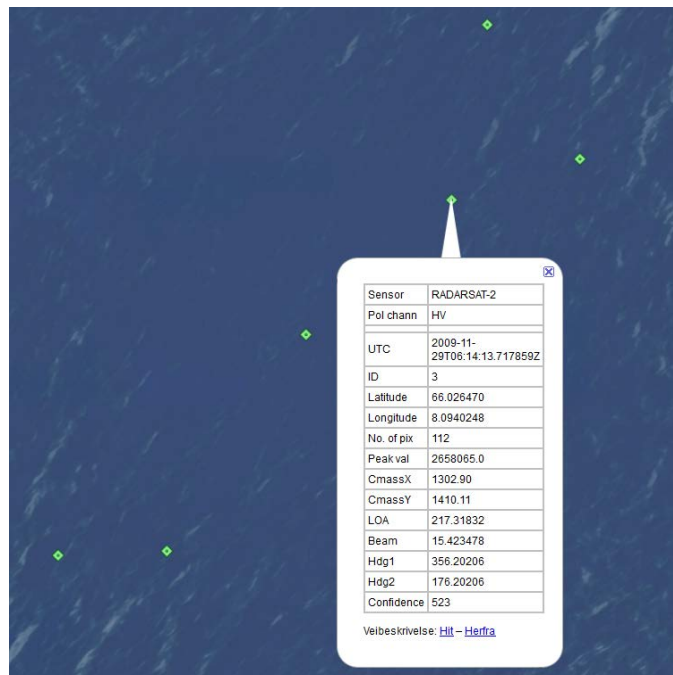 Sensor RADARSAT-2
Pol chann HV
UTC 2009-11-
29T06:14:13.717859Z
ID 3
Latitude 66.026470
Longitude 8.0940248
No. of pix 112
Peak val 2658065.0
CmassX 1302.90
CmassY 1410.11
LOA 217.31832
Beam 15.423478
Hdg1 356.20206
Hdg2 176.20206
Confidence 523
Veibeskrivelse: Hit – Herfra